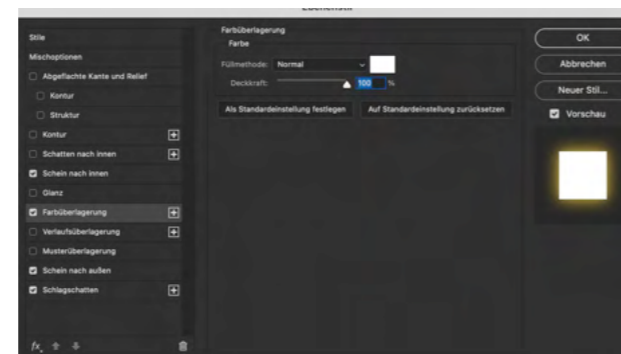 Ebenenstil
Stile
Mischoptionen
Abgeflachte Kante und Relief
Kontur
Struktur
Kontur
Schatten nach innen
Schein nach innen
Glanz
Farbüberlagerung
Verlaufsüberlagerung
Musterüberlagerung
Schein nach außen
Schlagschatten
fx
Farbüberlagerung
Farbe
Füllmethode: Normal
Deckkraft: 100 %
Als Standardeinstellung festlegen Auf Standardeinstellung zurücksetzen
OK
Abbrechen
Neuer Stil...
Vorschau